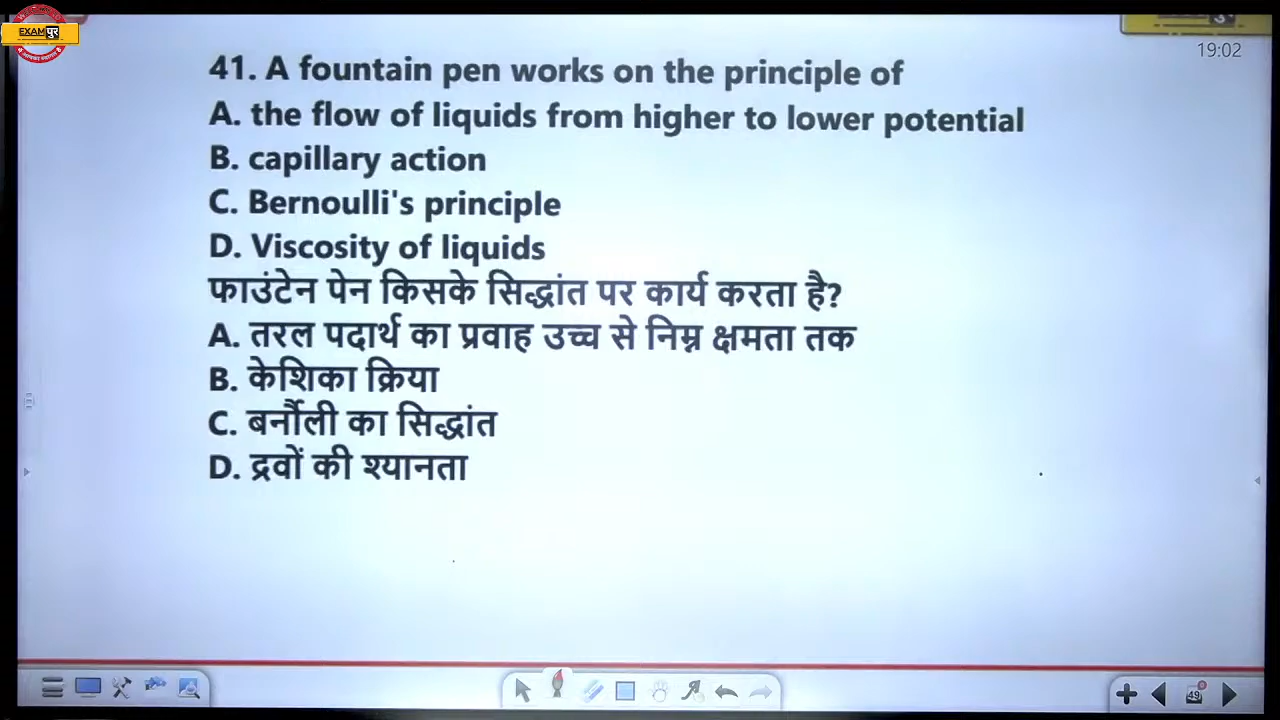 EXAMपुर
19:02
41. A fountain pen works on the principle of
A. the flow of liquids from higher to lower potential
B. capillary action
C. Bernoulli's principle
D. Viscosity of liquids
फाउंटेन पेन किसके सिद्धांत पर कार्य करता है?
A. तरल पदार्थ का प्रवाह उच्च से निम्न क्षमता तक
B. केशिका क्रिया
C. बर्नौली का सिद्धांत
D. द्रवों की श्यानता
49